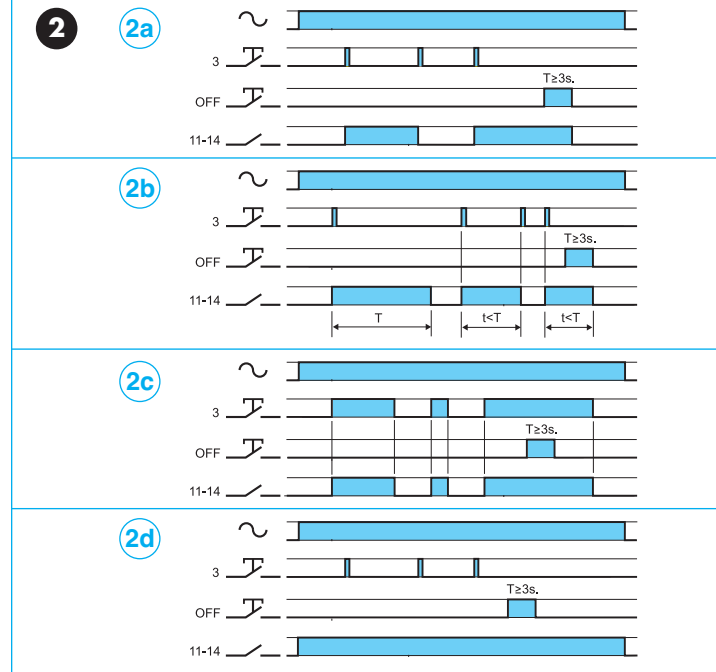 2 2a
3
T≥3s.
OFF
11-14
2b
3
T≥3s.
OFF
11-14
T t<T t<T
2c
3
T≥3s.
OFF
11-14
2d
3
T≥3s.
OFF
11-14